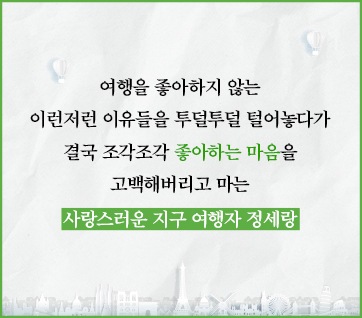 여행을 좋아하지 않는
이런저런 이유들을 투덜투덜 털어놓다가
결국 조각조각 좋아하는 마음을
고백해버리고 마는
사랑스러운 지구 여행자 정세랑